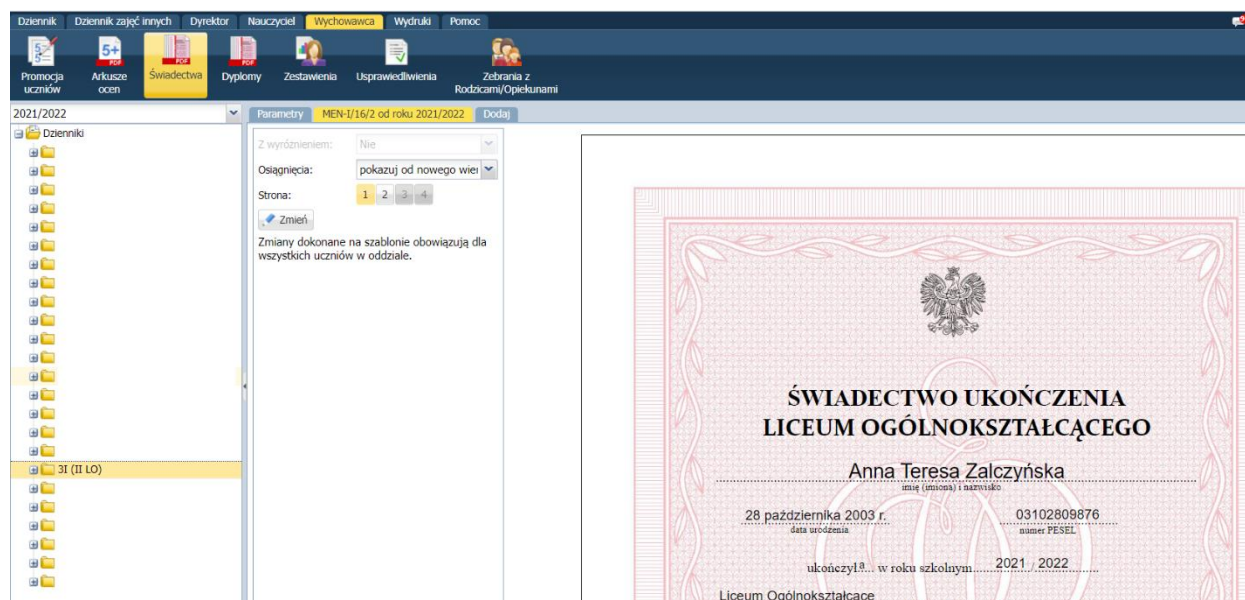 Dziennik Dziennik zajęć innych Dyrektor Nauczyciel Wychowawca Wydruki Pomoc
5- 5- 5+ PDF PDF PDF
Promocja uczniów Arkusze ocen Świadectwa Dyplomy Zestawienia Usprawiedliwienia Zebrania z Rodzicami/Opiekunami
2021/2022 Parametry MEN-I/16/2 od roku 2021/2022 Dodaj
Dzienniki
Z wyróżnieniem: Nie
Osiągnięcia: pokazuj od nowego wier
Strona: 1 2 3 4
Zmień
Zmiany dokonane na szablonie obowiązują dla
wszystkich uczniów w oddziale.
3I (II LO)
ŚWIADECTWO UKOŃCZENIA
LICEUM OGÓLNOKSZTAŁCĄCEGO
Anna Teresa Zalczyńska
imię (imiona) i nazwisko
28 października 2003 r. 03102809876
data urodzenia numer PESEL
ukończył a w roku szkolnym 2021 / 2022
Liceum Ogólnokształcące